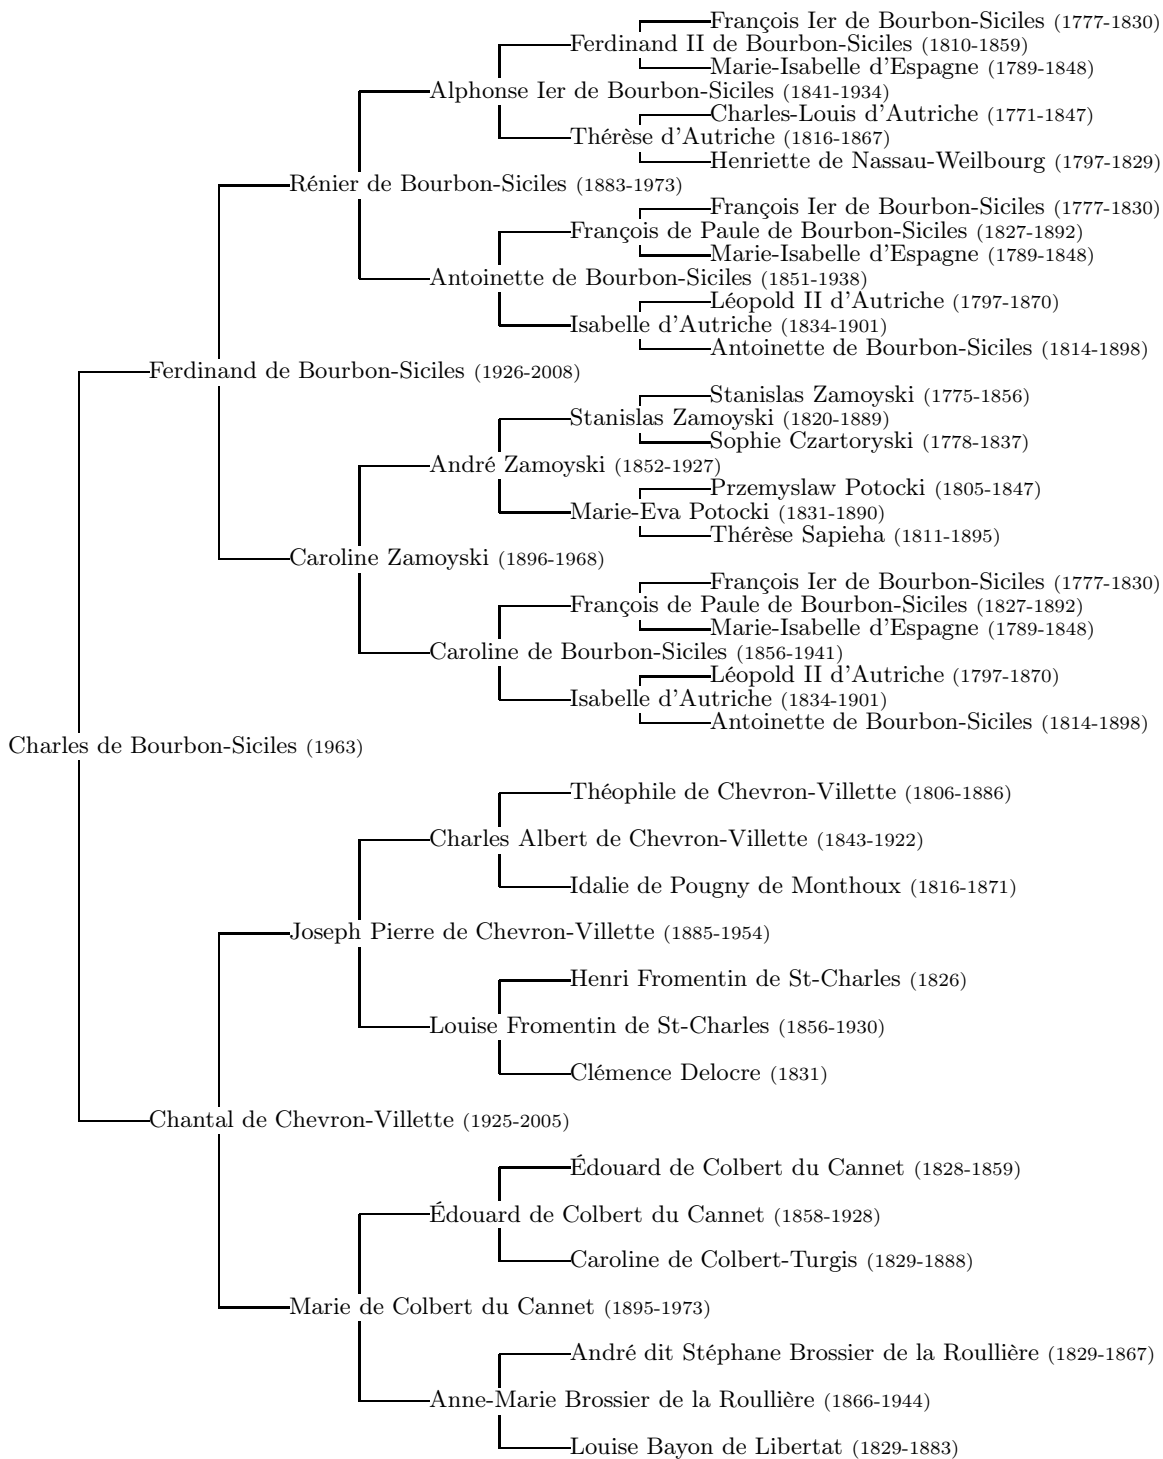 François Ier de Bourbon-Siciles (1777-1830)
Ferdinand II de Bourbon-Siciles (1810-1859)
Marie-Isabelle d'Espagne (1789-1848)
Alphonse Ier de Bourbon-Siciles (1841-1934)
Charles-Louis d'Autriche (1771-1847)
Thérèse d'Autriche (1816-1867)
Henriette de Nassau-Weilbourg (1797-1829)
Rénier de Bourbon-Siciles (1883-1973)
François Ier de Bourbon-Siciles (1777-1830)
François de Paule de Bourbon-Siciles (1827-1892)
Marie-Isabelle d'Espagne (1789-1848)
Antoinette de Bourbon-Siciles (1851-1938)
Léopold II d'Autriche (1797-1870)
Isabelle d'Autriche (1834-1901)
Antoinette de Bourbon-Siciles (1814-1898)
Ferdinand de Bourbon-Siciles (1926-2008)
Stanislas Zamoyski (1775-1856)
Stanislas Zamoyski (1820-1889)
Sophie Czartoryski (1778-1837)
André Zamoyski (1852-1927)
Przemyslaw Potocki (1805-1847)
Marie-Eva Potocki (1831-1890)
Thérèse Sapieha (1811-1895)
Caroline Zamoyski (1896-1968)
François Ier de Bourbon-Siciles (1777-1830)
François de Paule de Bourbon-Siciles (1827-1892)
Marie-Isabelle d'Espagne (1789-1848)
Caroline de Bourbon-Siciles (1856-1941)
Léopold II d'Autriche (1797-1870)
Isabelle d'Autriche (1834-1901)
Antoinette de Bourbon-Siciles (1814-1898)
Charles de Bourbon-Siciles (1963)
Théophile de Chevron-Villette (1806-1886)
Charles Albert de Chevron-Villette (1843-1922)
Idalie de Pougny de Monthoux (1816-1871)
Joseph Pierre de Chevron-Villette (1885-1954)
Henri Fromentin de St-Charles (1826)
Louise Fromentin de St-Charles (1856-1930)
Clémence Delocre (1831)
Chantal de Chevron-Villette (1925-2005)
Édouard de Colbert du Cannet (1828-1859)
Édouard de Colbert du Cannet (1858-1928)
Caroline de Colbert-Turgis (1829-1888)
Marie de Colbert du Cannet (1895-1973)
André dit Stéphane Brossier de la Roullière (1829-1867)
Anne-Marie Brossier de la Roullière (1866-1944)
Louise Bayon de Libertat (1829-1883)